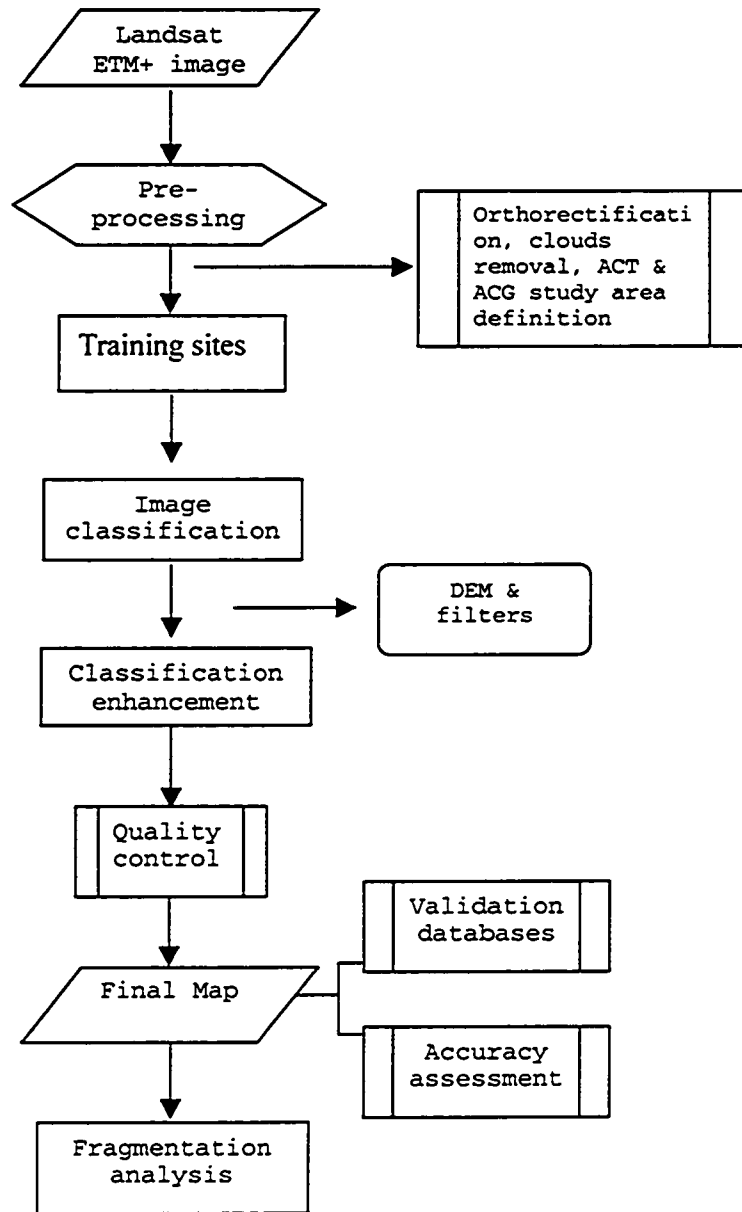 Landsat
ETM+ image
Pre-
processing
Orthorectificati
on, clouds
removal, ACT &
ACG study area
definition
Training sites
Image
classification
DEM &
filters
Classification
enhancement
Quality
control
Validation
databases
Final Map
Accuracy
assessment
Fragmentation
analysis